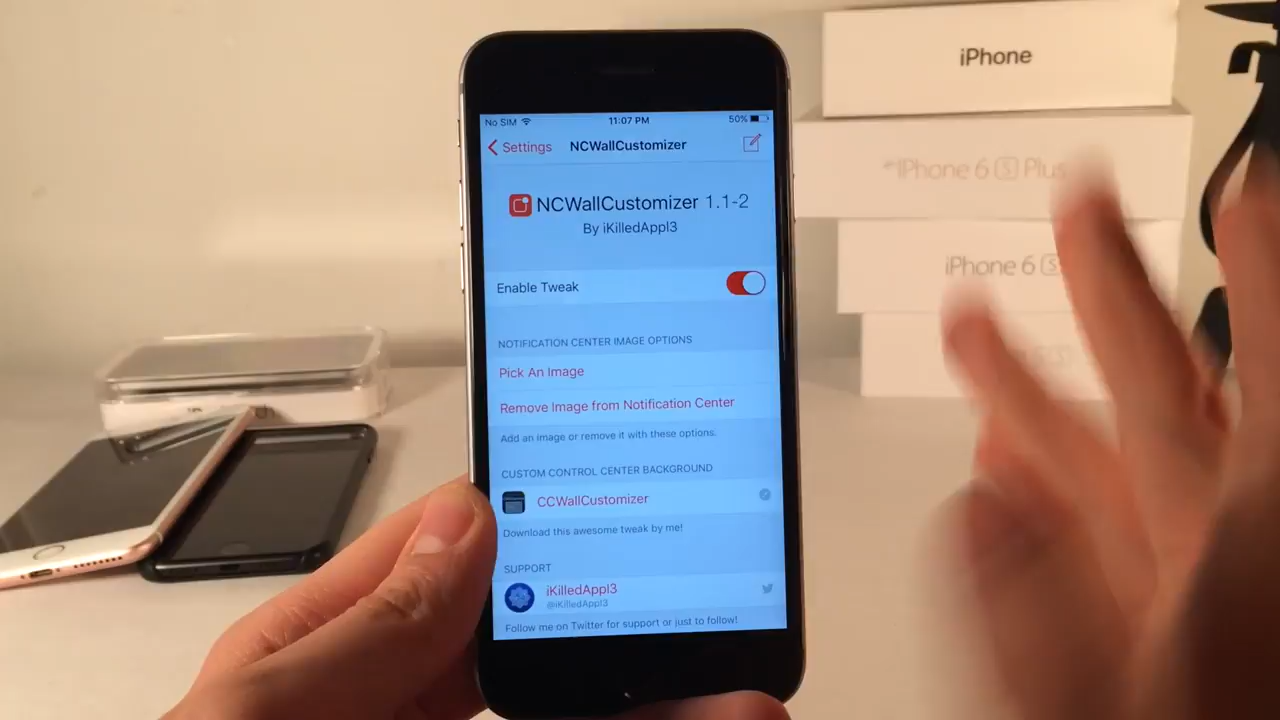 iPhone
iPhone 6 S Plus
iPhone 6 S
No SIM
11:07 PM
50%
Settings
NCWallCustomizer
NCWallCustomizer 1.1-2
By iKilledAppl3
Enable Tweak
NOTIFICATION CENTER IMAGE OPTIONS
Pick An Image
Remove Image from Notification Center
Add an image or remove it with these options.
CUSTOM CONTROL CENTER BACKGROUND
CCWallCustomizer
Download this awesome tweak by me!
SUPPORT
iKilledAppl3
@iKilledAppl3
Follow me on Twitter for support or just to follow!